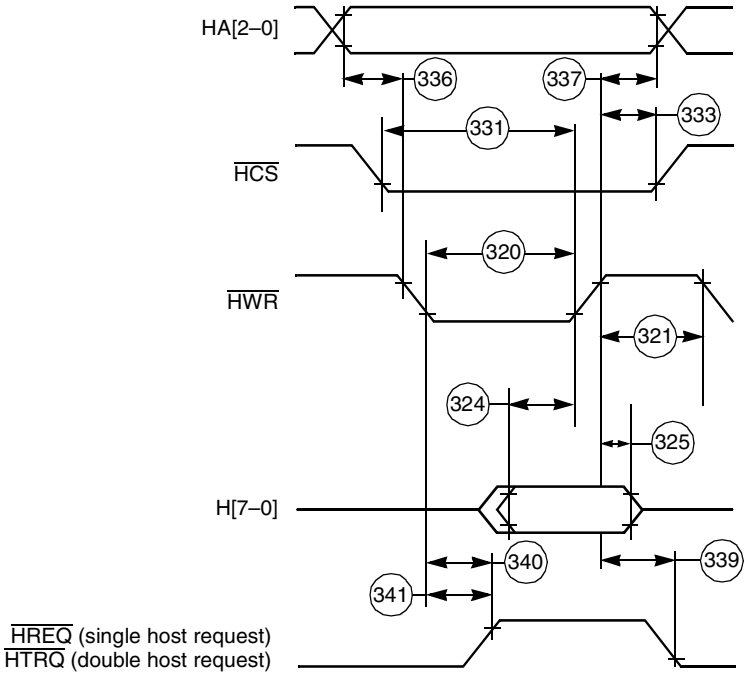 HA[2–0]
336
337
333
331
HCS
320
HWR
321
324
325
H[7–0]
340
339
341
HREQ (single host request)
HTRQ (double host request)